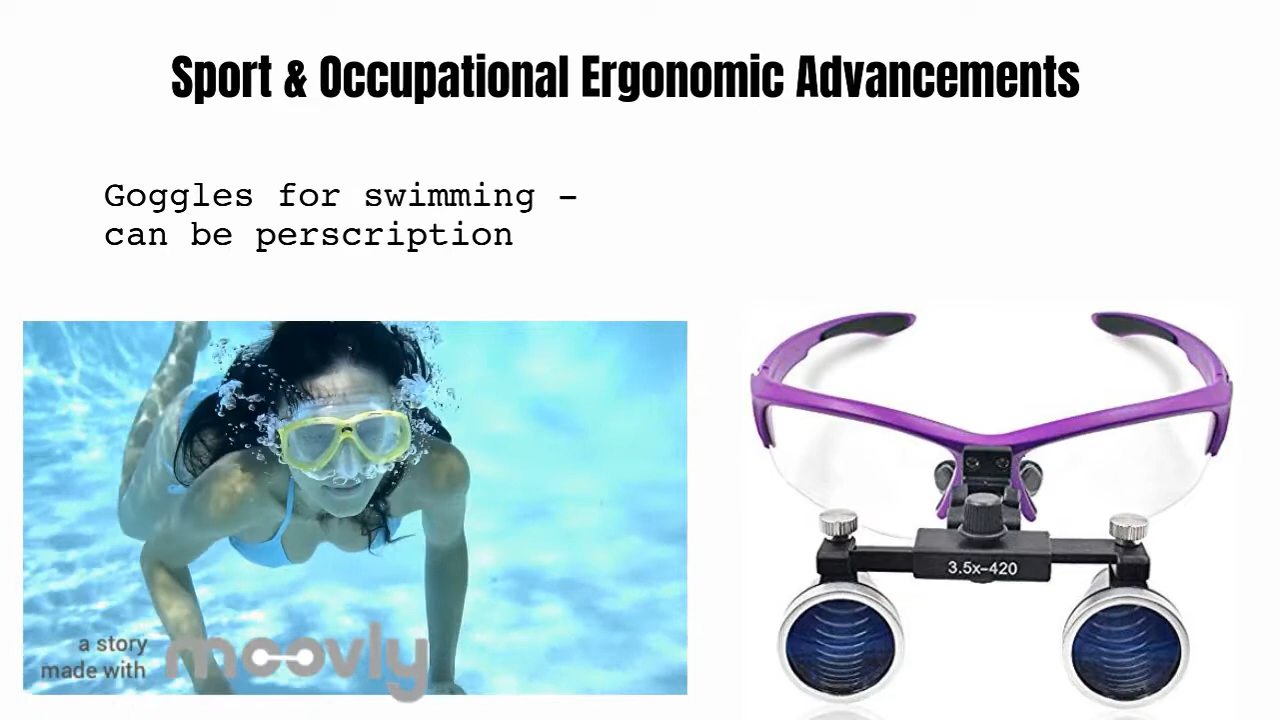 Sport & Occupational Ergonomic Advancements
Goggles for swimming –
can be perscription
3.5x-420
a story
made with
moovly